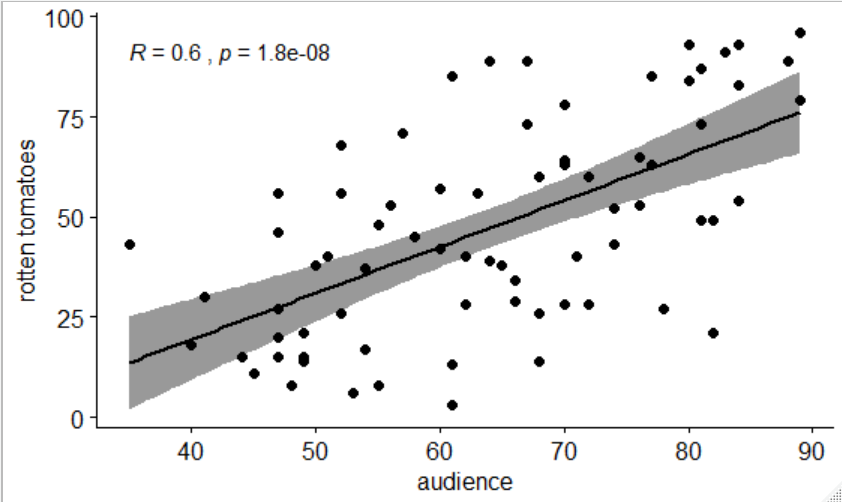 100
R = 0.6 , p = 1.8e-08
75
50
25
0
rotten tomatoes
40 50 60 70 80 90
audience